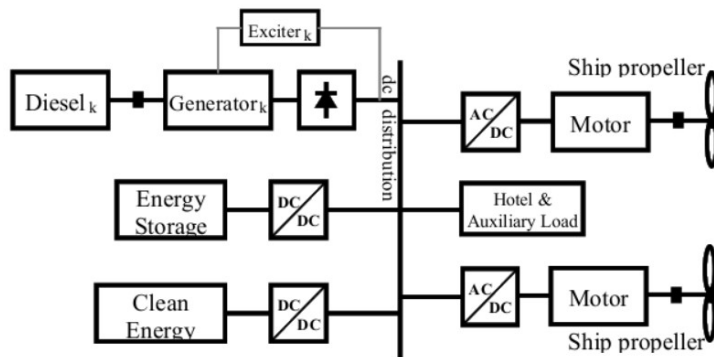 Exciter k
Ship propeller
Diesel k
Generator k
dc distribution
AC
DC
Motor
Energy
Storage
DC
DC
Hotel &
Auxiliary Load
Clean
Energy
DC
DC
AC
DC
Motor
Ship propeller